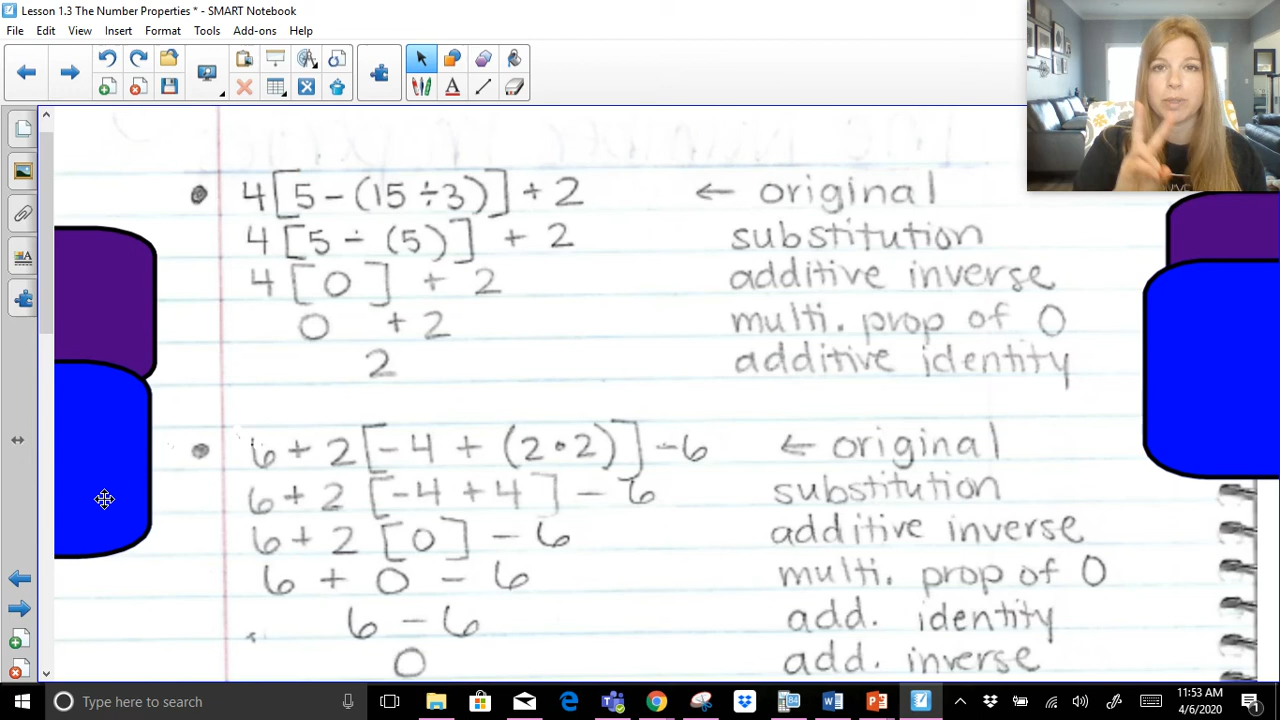 Lesson 1.3 The Number Properties * - SMART Notebook
File Edit View Insert Format Tools Add-ons Help
4[5-(15÷3)]+2 ← original
4[5-(5)] + 2 substitution
4[0] + 2 additive inverse
0 +2 multi. prop of 0
2 additive identity
6+2[-4+(2•2)]-6 ← original
6+2[-4+4]-6 substitution
6+2[0]-6 additive inverse
6+0-6 multi. prop of 0
6-6 add. identity
0 add. inverse
Type here to search
11:53 AM
4/6/2020